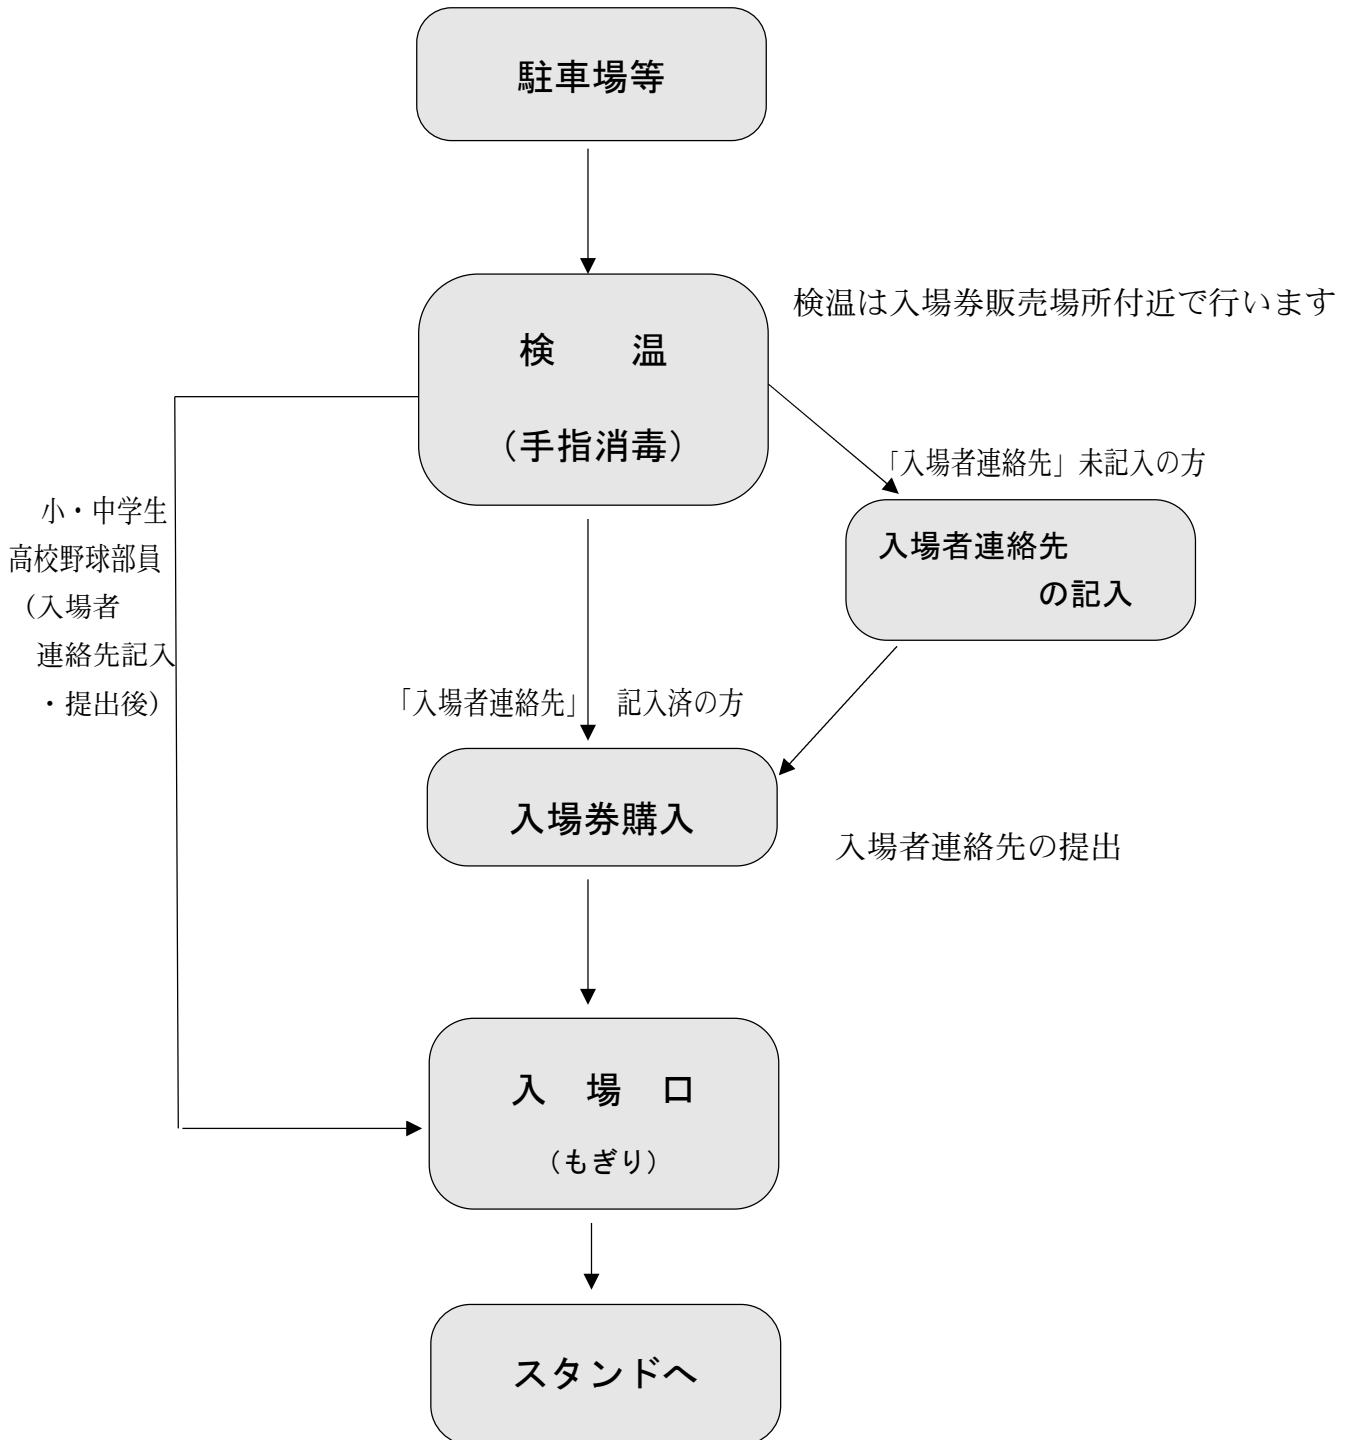 駐車場等
検温は入場券販売場所付近で行います
検　　温
（手指消毒）
「入場者連絡先」未記入の方
入場者連絡先
の記入
小・中学生
高校野球部員
（入場者
連絡先記入
・提出後）
「入場者連絡先」　記入済の方
入場券購入
入場者連絡先の提出
入　場　口
（もぎり）
スタンドへ